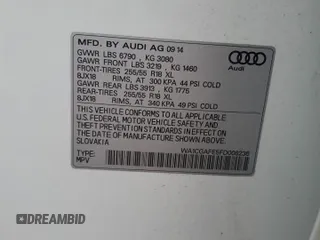 MFD. BY AUDI AG 09 14
GVWR LBS 6790 , KG 3080
GAWR FRONT LBS 3219 , KG 1460
FRONT-TIRES 255/55 R18 XL
8JX18 RIMS, AT 300 KPA 44 PSI COLD
GAWR REAR LBS 3913 , KG 1775
REAR-TIRES 255/55 R18 XL
8JX18 RIMS, AT 340 KPA 49 PSI COLD
Audi
THIS VEHICLE CONFORMS TO ALL APPLICABLE
U.S. FEDERAL MOTOR VEHICLE SAFETY AND
THEFT PREVENTION STANDARDS IN EFFECT ON
THE DATE OF MANUFACTURE SHOWN ABOVE.
SLOVAKIA
TYPE:
MPV
DREAMBID